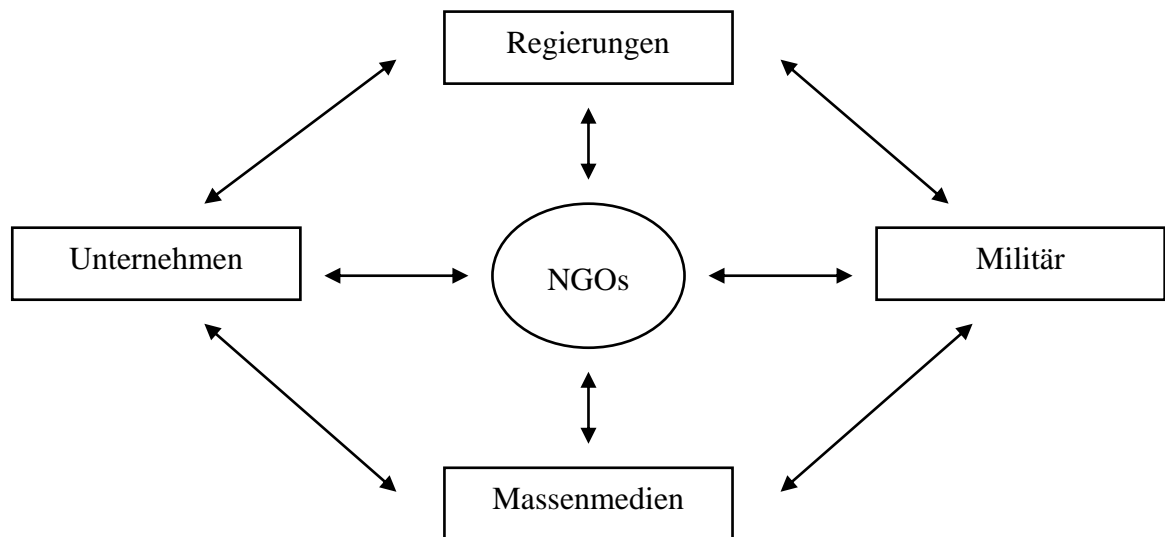 Regierungen
Unternehmen
NGOs
Militär
Massenmedien